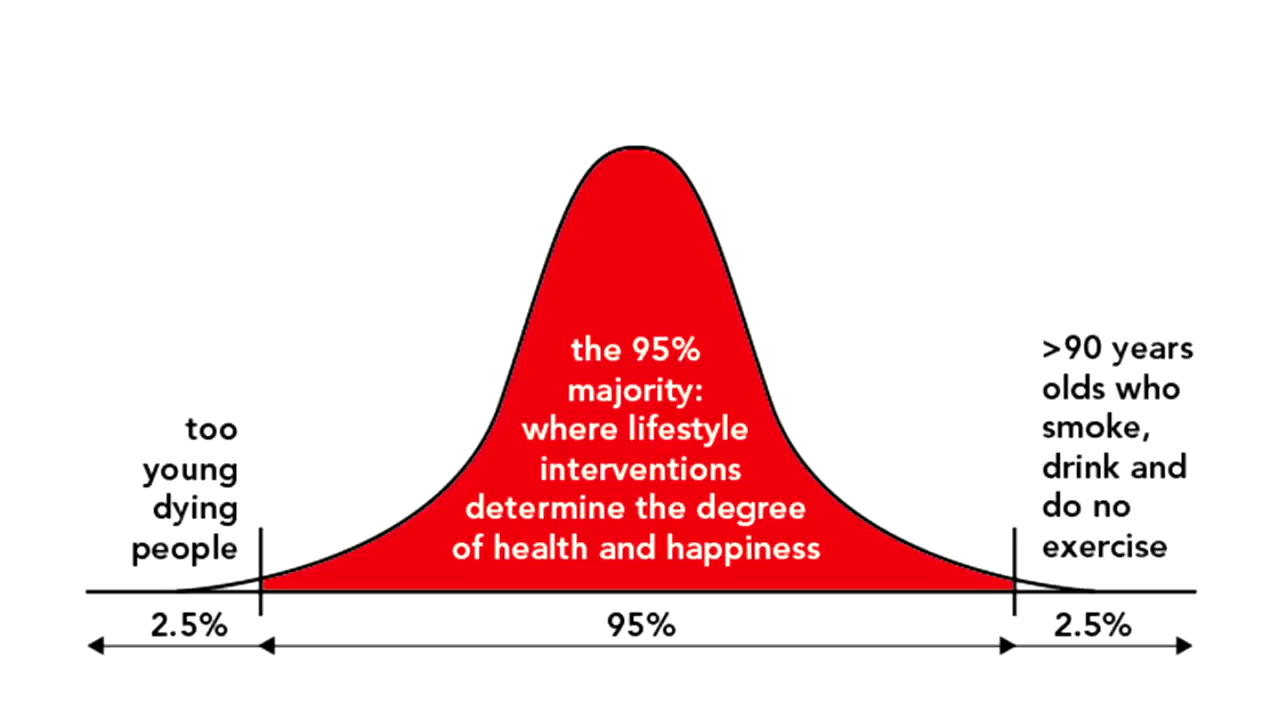 the 95%
majority:
where lifestyle
interventions
determine the degree
of health and happiness
too
young
dying
people
>90 years
olds who
smoke,
drink and
do no
exercise
2.5%
95%
2.5%